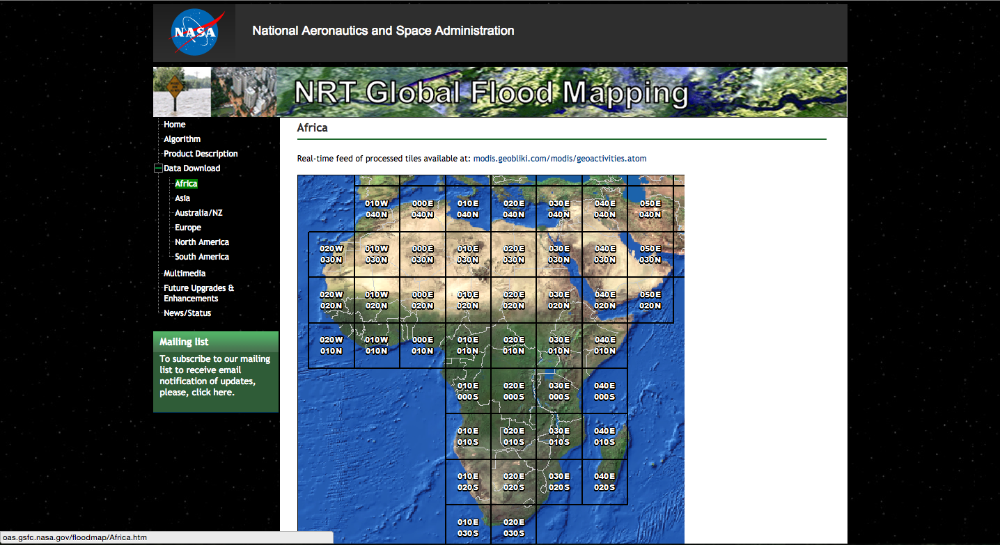 NASA
National Aeronautics and Space Administration
NRT Global Flood Mapping
Home
Algorithm
Product Description
Data Download
Africa
Asia
Australia/NZ
Europe
North America
South America
Multimedia
Future Upgrades &
Enhancements
News/Status
Mailing list
To subscribe to our mailing
list to receive email
notification of updates,
please, click here.
Africa
Real-time feed of processed tiles available at: modis.geobliki.com/modis/geoactivities.atom
010W 000E 010E 020E 030E 040E 050E
040N 040N 040N 040N 040N 040N 040N
020W 010W 000E 010E 020E 030E 040E 050E
030N 030N 030N 030N 030N 030N 030N 030N
020W 010W 000E 010E 020E 030E 040E 050E
020N 020N 020N 020N 020N 020N 020N 020N
020W 010W 000E 010E 020E 030E 040E
010N 010N 010N 010N 010N 010N 010N
010E 020E 030E 040E
000S 000S 000S 000S
010E 020E 030E 040E
010S 010S 010S 010S
010E 020E 030E 040E
020S 020S 020S 020S
010E 020E
030S 030S
oas.gsfc.nasa.gov/floodmap/Africa.htm